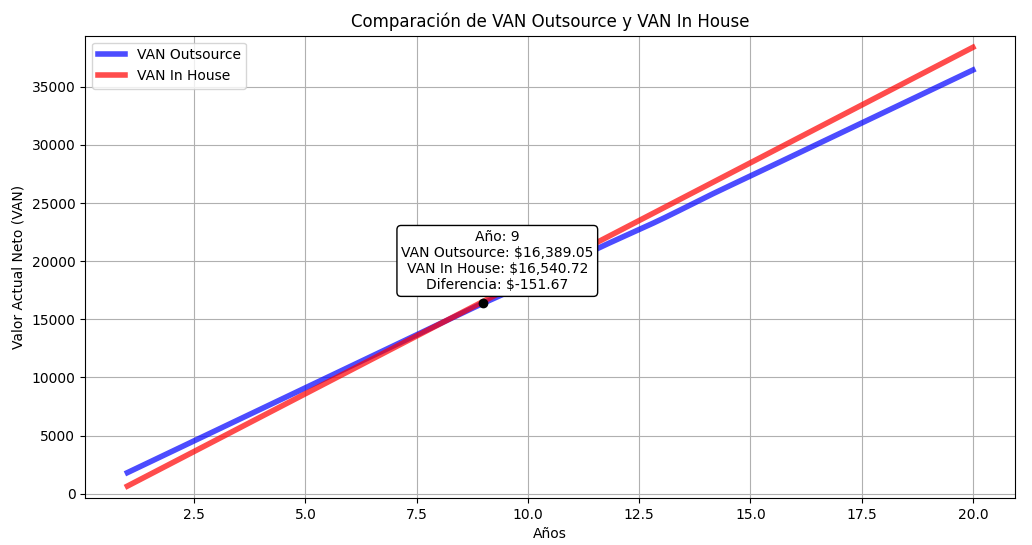 Comparación de VAN Outsource y VAN In House
VAN Outsource
VAN In House
Valor Actual Neto (VAN)
35000
30000
25000
20000
15000
10000
5000
0
Año: 9
VAN Outsource: $16,389.05
VAN In House: $16,540.72
Diferencia: $-151.67
2.5 5.0 7.5 10.0 12.5 15.0 17.5 20.0
Años